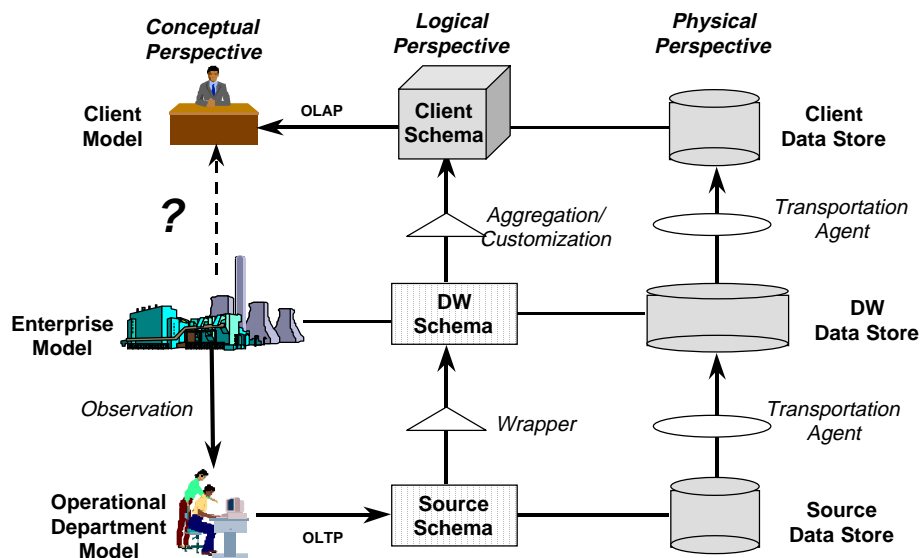 Conceptual
Perspective
Logical
Perspective
Physical
Perspective
Client
Model
OLAP
Client
Schema
Client
Data Store
?
Aggregation/
Customization
Transportation
Agent
Enterprise
Model
DW
Schema
DW
Data Store
Observation
Wrapper
Transportation
Agent
Operational
Department
Model
OLTP
Source
Schema
Source
Data Store